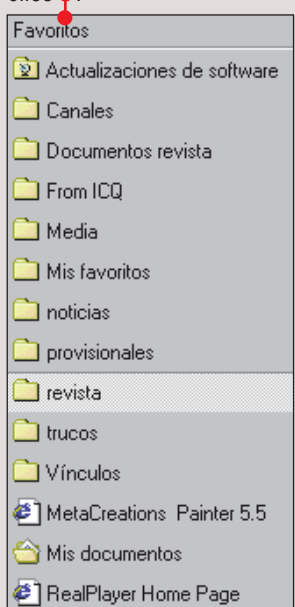 Favoritos
Actualizaciones de software
Canales
Documentos revista
From ICQ
Media
Mis favoritos
noticias
provisionales
revista
trucos
Vínculos
MetaCreations Painter 5.5
Mis documentos
RealPlayer Home Page